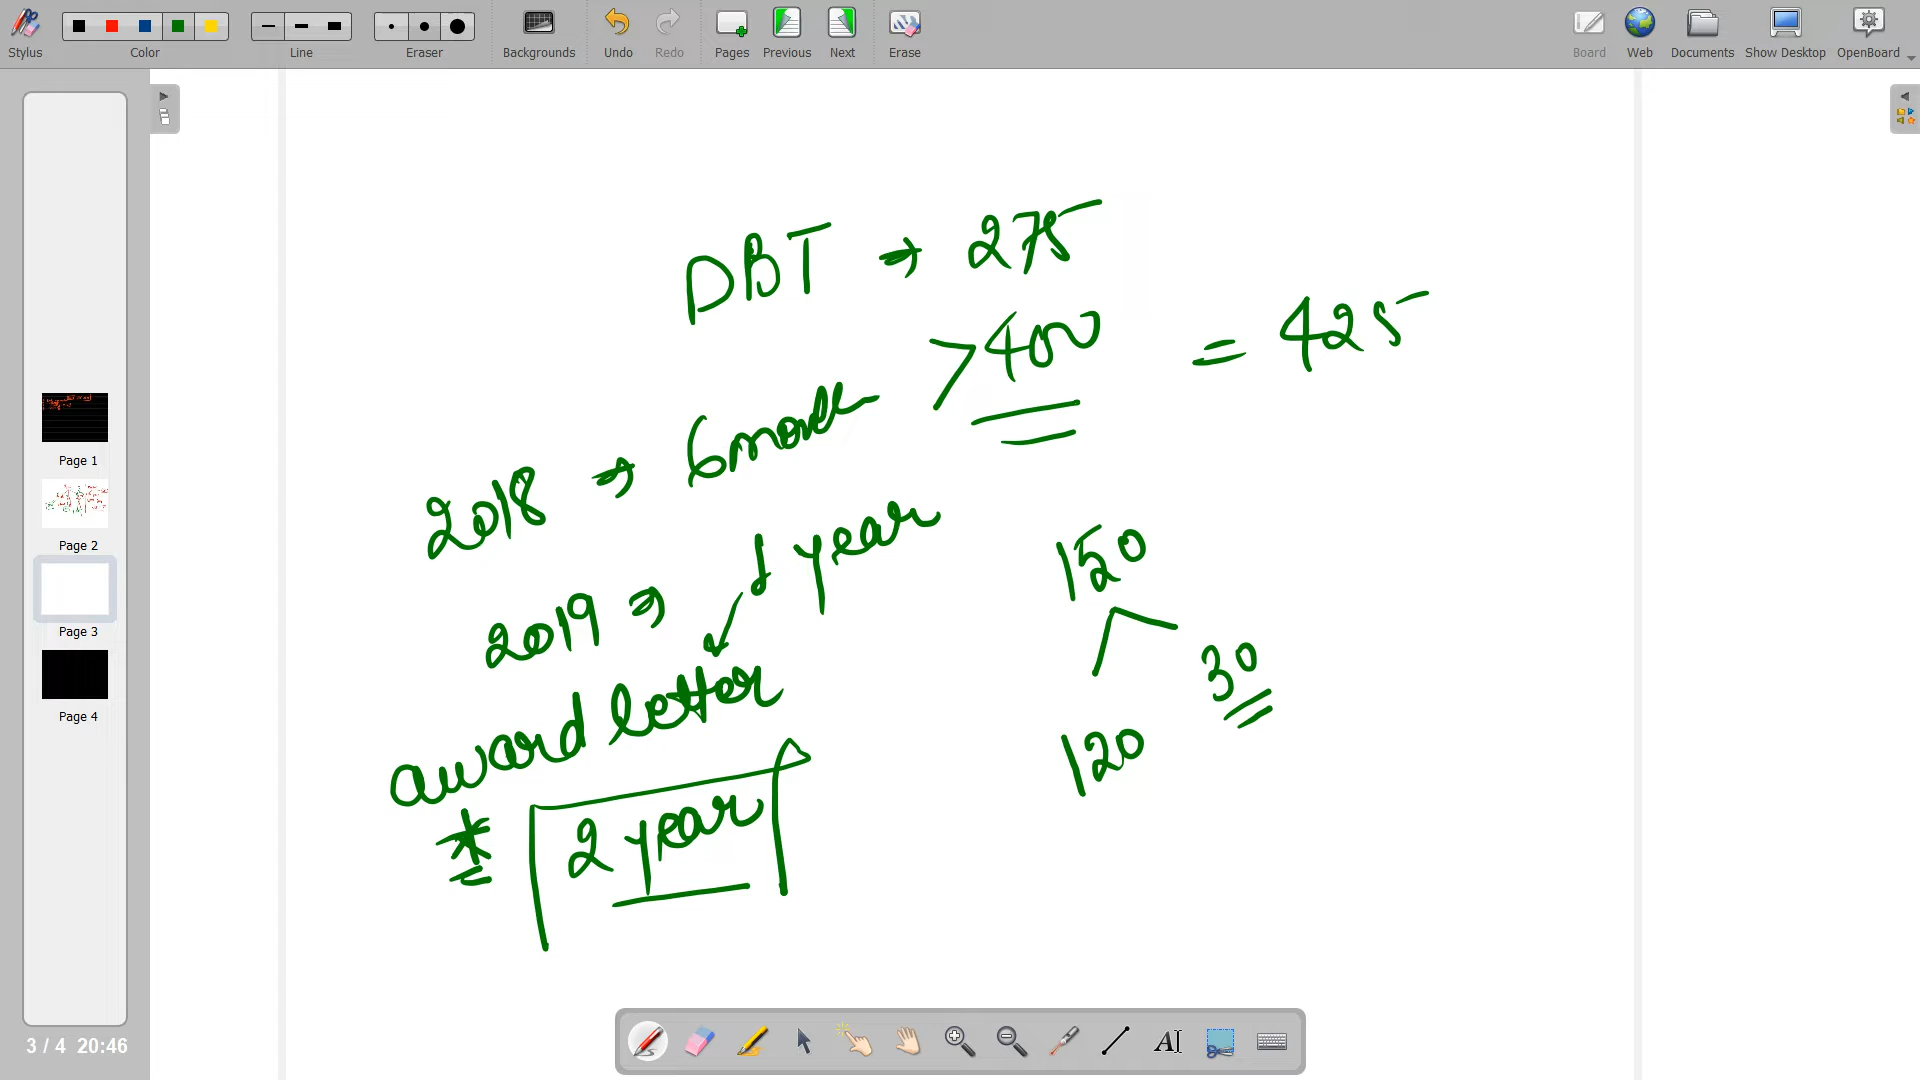 Stylus Color Line Eraser Backgrounds Undo Redo Pages Previous Next Erase Board Web Documents Show Desktop OpenBoard
DBT ⇒ 275
>400 = 425
2018 ⇒ 6 month
2019 ⇒ 1 year
award letter
* 2 year
150
30
120
Page 1
Page 2
Page 3
Page 4
3 / 4 20:46